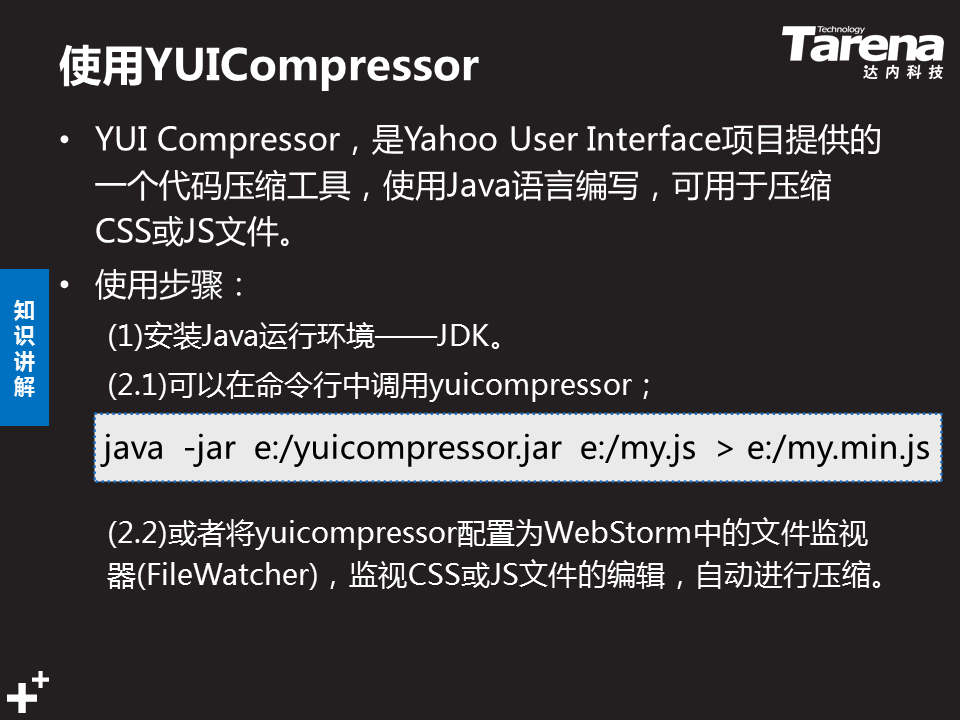 使用YUICompressor
Technology
Tarena
达内科技
• YUI Compressor，是Yahoo User Interface项目提供的
一个代码压缩工具，使用Java语言编写，可用于压缩
CSS或JS文件。
• 使用步骤：
(1)安装Java运行环境——JDK。
(2.1)可以在命令行中调用yuicompressor；
java -jar e:/yuicompressor.jar e:/my.js > e:/my.min.js
(2.2)或者将yuicompressor配置为WebStorm中的文件监视
器(FileWatcher)，监视CSS或JS文件的编辑，自动进行压缩。
知
识
讲
解